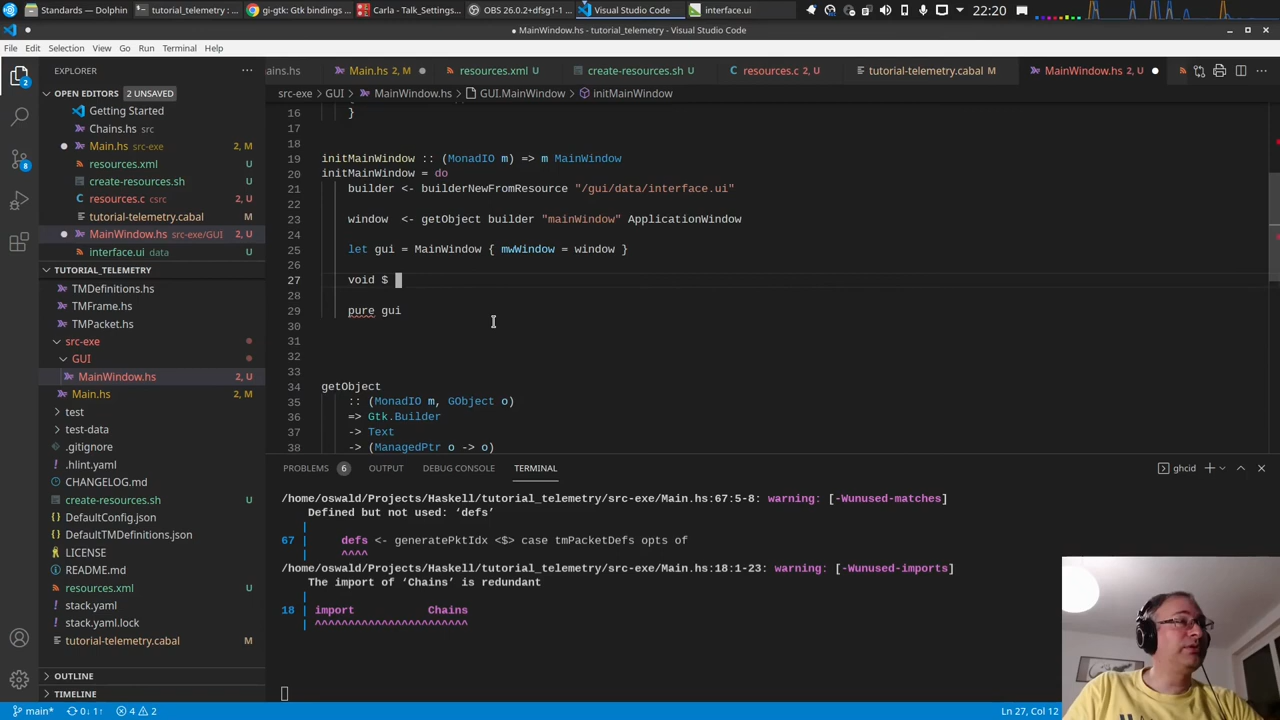 Standards — Dolphin
tutorial_telemetry : ...
gi-gtk: Gtk bindings ...
Carla - Talk_Settings...
OBS 26.0.2+dfsg1-2 ...
Visual Studio Code
interface.ui
22:20
MainWindow.hs - tutorial_telemetry - Visual Studio Code
File Edit Selection View Go Run Terminal Help
EXPLORER
OPEN EDITORS 2 UNSAVED
Getting Started
Chains.hs src
Main.hs src-exe 2, M
resources.xml U
create-resources.sh U
resources.c csrc 2, U
tutorial-telemetry.cabal M
MainWindow.hs src-exe/GUI 2, U
interface.ui data U
TUTORIAL_TELEMETRY
TMDefinitions.hs
TMFrame.hs
TMPacket.hs
src-exe
GUI
MainWindow.hs 2, U
Main.hs 2, M
test
test-data
.gitignore
.hlint.yaml
CHANGELOG.md
create-resources.sh U
DefaultConfig.json
DefaultTMDefinitions.json
LICENSE
README.md
resources.xml U
stack.yaml
stack.yaml.lock
tutorial-telemetry.cabal M
OUTLINE
TIMELINE
ains.hs
Main.hs 2, M
resources.xml U
create-resources.sh U
resources.c 2, U
tutorial-telemetry.cabal M
MainWindow.hs 2, U
src-exe > GUI > MainWindow.hs > GUI.MainWindow > initMainWindow
16 }
17
18
19 initMainWindow :: (MonadIO m) => m MainWindow
20 initMainWindow = do
21 builder <- builderNewFromResource "/gui/data/interface.ui"
22
23 window <- getObject builder "mainWindow" ApplicationWindow
24
25 let gui = MainWindow { mwWindow = window }
26
27 void $
28
29 pure gui
30
31
32
33
34 getObject
35 :: (MonadIO m, GObject o)
36 => Gtk.Builder
37 -> Text
38 -> (ManagedPtr o -> o)
PROBLEMS 6 OUTPUT DEBUG CONSOLE TERMINAL
ghcid
/home/oswald/Projects/Haskell/tutorial_telemetry/src-exe/Main.hs:67:5-8: warning: [-Wunused-matches]
Defined but not used: ‘defs’
|
67 | defs <- generatePktIdx <$> case tmPacketDefs opts of
| ^^^^
/home/oswald/Projects/Haskell/tutorial_telemetry/src-exe/Main.hs:18:1-23: warning: [-Wunused-imports]
The import of ‘Chains’ is redundant
|
18 | import Chains
| ^^^^^^^^^^^^^^^^^^^^^^^
main* 0↓ 1↑ 4 2
Ln 27, Col 12